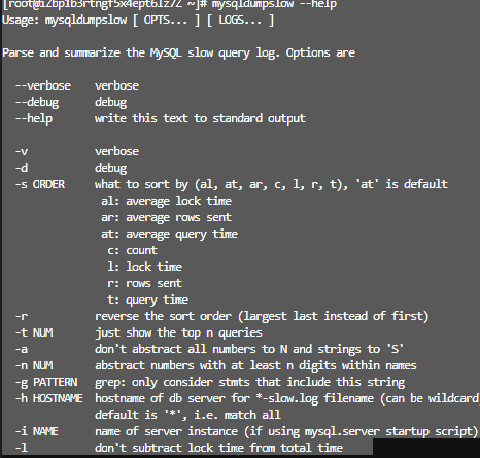 [root@iZbp1b3rtngf5x4ept61z7Z ~]# mysqldumpslow --help
Usage: mysqldumpslow [ OPTS... ] [ LOGS... ]
Parse and summarize the MySQL slow query log. Options are
--verbose    verbose
--debug      debug
--help       write this text to standard output
-v           verbose
-d           debug
-s ORDER     what to sort by (al, at, ar, c, l, r, t), 'at' is default
al: average lock time
ar: average rows sent
at: average query time
c: count
l: lock time
r: rows sent
t: query time
-r           reverse the sort order (largest last instead of first)
-t NUM       just show the top n queries
-a           don't abstract all numbers to N and strings to 'S'
-n NUM       abstract numbers with at least n digits within names
-g PATTERN   grep: only consider stmts that include this string
-h HOSTNAME  hostname of db server for *-slow.log filename (can be wildcard)
default is '*', i.e. match all
-i NAME      name of server instance (if using mysql.server startup script)
-l           don't subtract lock time from total time